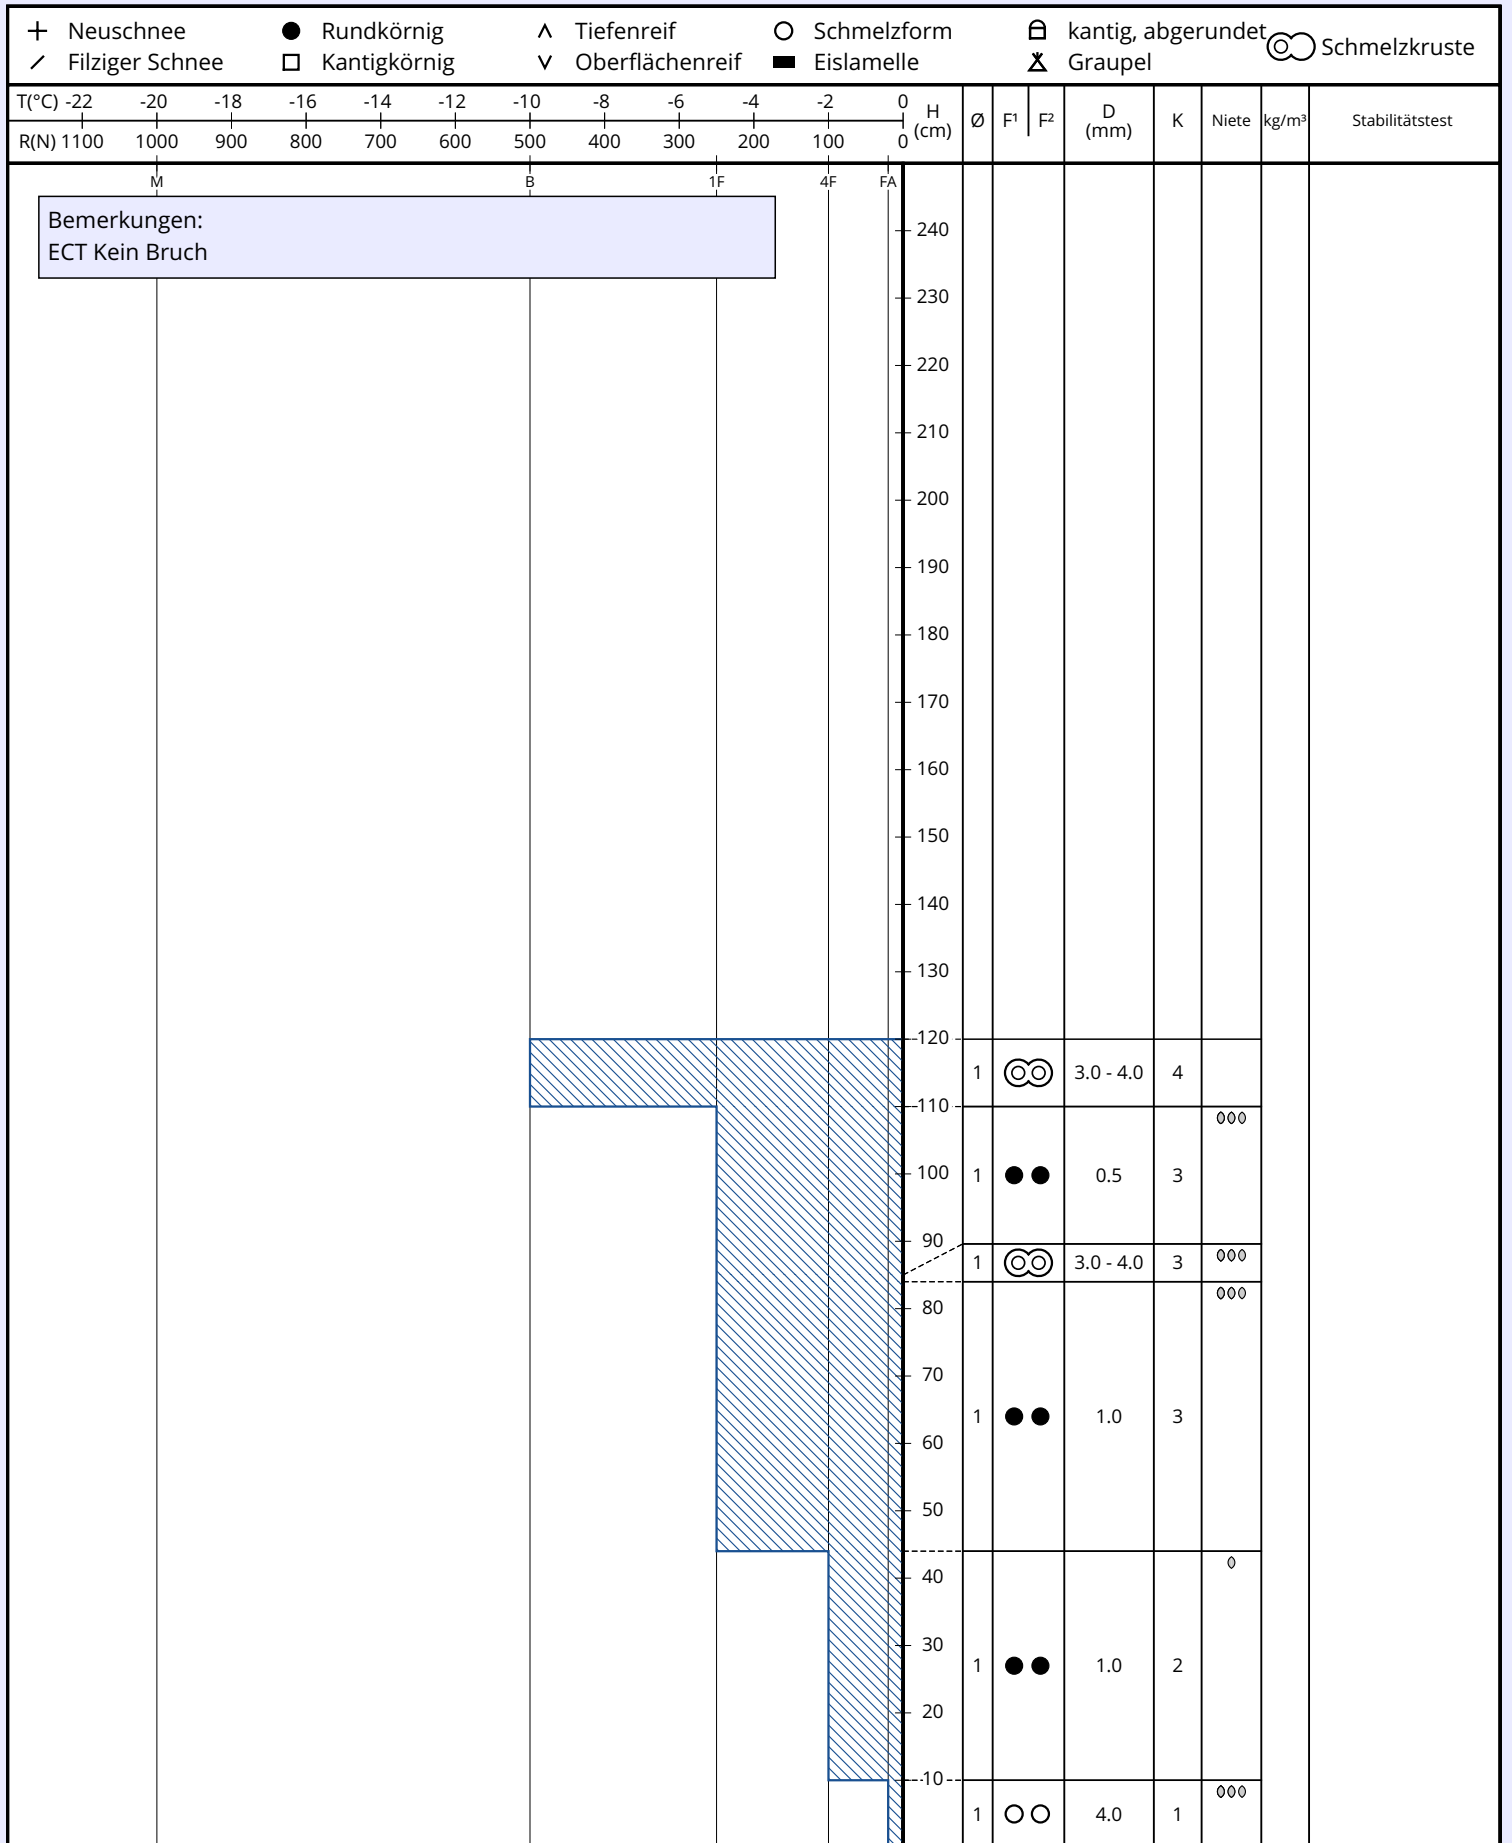 Neuschnee Rundkörnig Tiefenreif Schmelzform kantig, abgerundet Schmelzkruste
Filziger Schnee Kantigkörnig Oberflächenreif Eislamelle Graupel
T(°C) -22 -20 -18 -16 -14 -12 -10 -8 -6 -4 -2 0
R(N) 1100 1000 900 800 700 600 500 400 300 200 100 0
H (cm) Ø F¹ F² D (mm) K Niete kg/m³ Stabilitätstest
M B 1F 4F FA
Bemerkungen:
ECT Kein Bruch
240
230
220
210
200
190
180
170
160
150
140
130
120
1 3.0 - 4.0 4
110
100 1 0.5 3
90
1 3.0 - 4.0 3
80
70
1 1.0 3
60
50
40
30
1 1.0 2
20
10
1 4.0 1